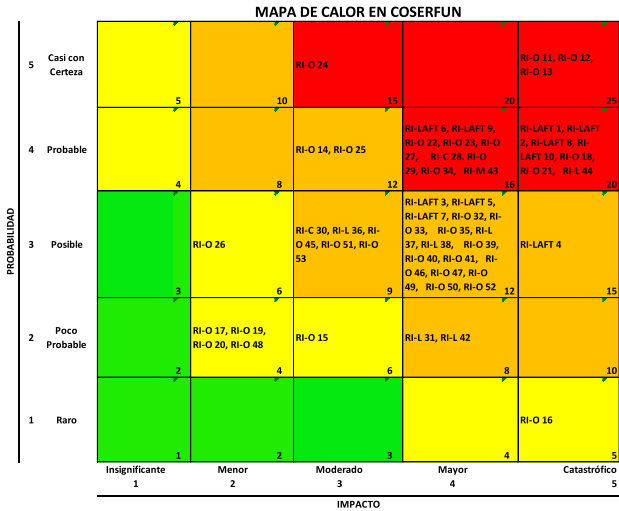 MAPA DE CALOR EN COSERFUN
PROBABILIDAD
5 Casi con
Certeza
5
10
RI-O 24
15
20
RI-O 11, RI-O 12,
RI-O 13
25
4 Probable
4
8
RI-O 14, RI-O 25
12
RI-LAFT 6, RI-LAFT 9,
RI-O 22, RI-O 23, RI-O
27, RI-C 28. RI-O
29, RI-O 34, RI-M 43
16
RI-LAFT 1, RI-LAFT
2, RI-LAFT 8, RI-
LAFT 10, RI-O 18,
RI-O 21, RI-L 44
20
3 Posible
3
RI-O 26
6
RI-C 30, RI-L 36, RI-
O 45, RI-O 51, RI-O
53
9
RI-LAFT 3, RI-LAFT 5,
RI-LAFT 7, RI-O 32, RI-
O 33, RI-O 35, RI-L
37, RI-L 38, RI-O 39,
RI-O 40, RI-O 41, RI-
O 46, RI-O 47, RI-O
49, RI-O 50, RI-O 52
12
RI-LAFT 4
15
2 Poco
Probable
2
RI-O 17, RI-O 19,
RI-O 20, RI-O 48
4
RI-O 15
6
RI-L 31, RI-L 42
8
10
1 Raro
1
2
3
4
RI-O 16
5
Insignificante Menor Moderado Mayor Catastrófico
1 2 3 4 5
IMPACTO